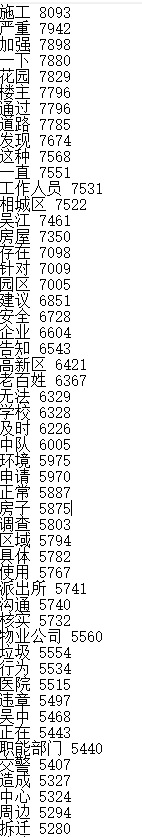 施工 8093
严重 7942
加强 7898
一下 7880
花园 7829
楼主 7796
通过 7796
道路 7785
发现 7674
这种 7568
一直 7551
工作人员 7531
相城区 7522
吴江 7461
房屋 7350
存在 7098
针对 7009
园区 7005
建议 6851
安全 6728
企业 6604
告知 6543
高新区 6421
老百姓 6367
无法 6329
学校 6328
及时 6226
中队 6005
环境 5975
申请 5970
正常 5887
房子 5875
调查 5803
区域 5794
具体 5782
使用 5767
派出所 5741
沟通 5740
核实 5732
物业公司 5560
垃圾 5554
行为 5534
医院 5515
违章 5497
吴中 5468
正在 5443
职能部门 5440
交警 5407
造成 5327
中心 5324
周边 5294
拆迁 5280